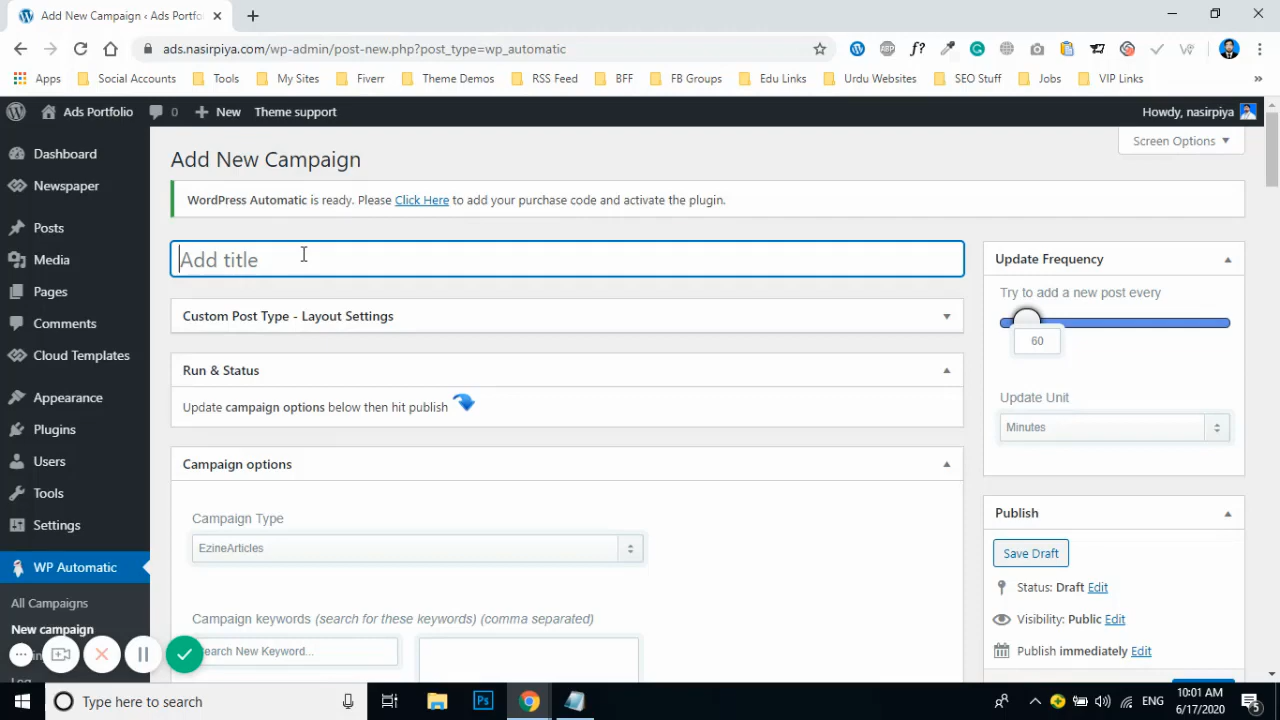 Add New Campaign ‹ Ads Portfo
ads.nasirpiya.com/wp-admin/post-new.php?post_type=wp_automatic
Apps
Social Accounts
Tools
My Sites
Fiverr
Theme Demos
RSS Feed
BFF
FB Groups
Edu Links
Urdu Websites
SEO Stuff
Jobs
VIP Links
»
Ads Portfolio
0
New
Theme support
Howdy, nasirpiya
Dashboard
Newspaper
Posts
Media
Pages
Comments
Cloud Templates
Appearance
Plugins
Users
Tools
Settings
WP Automatic
All Campaigns
New campaign
Add New Campaign
Screen Options
WordPress Automatic is ready. Please Click Here to add your purchase code and activate the plugin.
Add title
Custom Post Type - Layout Settings
Run & Status
Update campaign options below then hit publish
Campaign options
Campaign Type
EzineArticles
Campaign keywords (search for these keywords) (comma separated)
earch New Keyword...
Update Frequency
Try to add a new post every
60
Update Unit
Minutes
Publish
Save Draft
Status: Draft Edit
Visibility: Public Edit
Publish immediately Edit
Type here to search
Ps
ENG
10:01 AM
6/17/2020
5